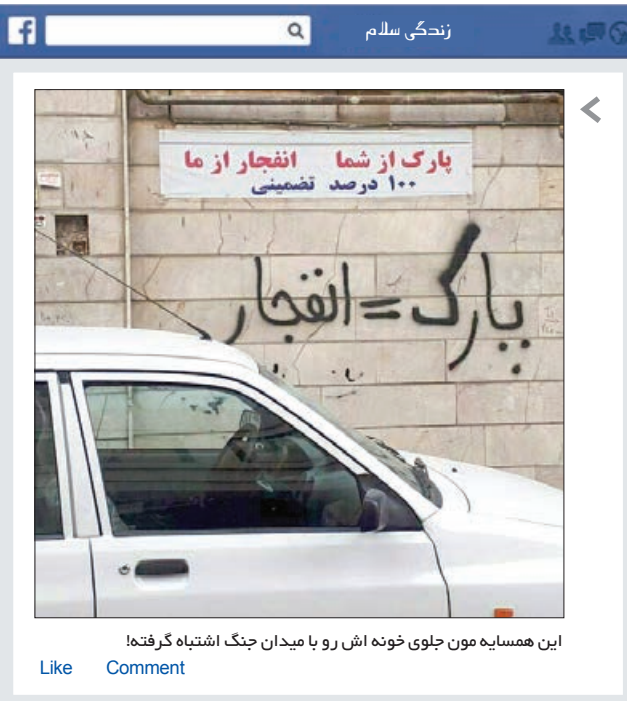 زندگی سلام
پارک از شما انفجار از ما
۱۰۰ درصد تضمینی
پارک=انفجار
این همسایه مون جلوی خونه اش رو با میدان جنگ اشتباه گرفته!
Like Comment